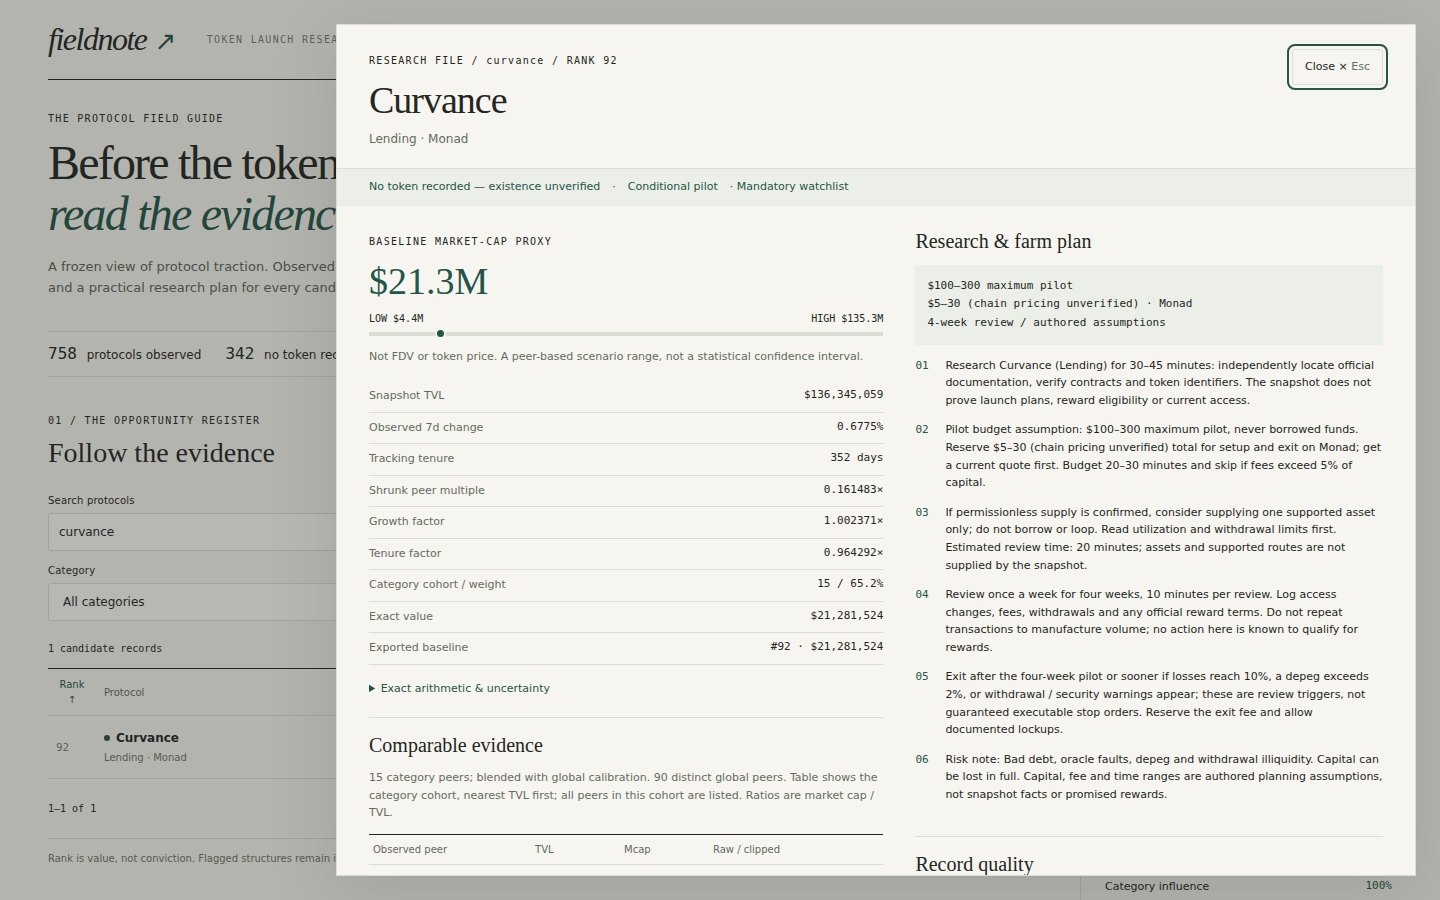 fieldnote ↗
TOKEN LAUNCH RESEA
THE PROTOCOL FIELD GUIDE
Before the token
read the evidenc
A frozen view of protocol traction. Observed
and a practical research plan for every cand
758 protocols observed 342 no token rec
01 / THE OPPORTUNITY REGISTER
Follow the evidence
Search protocols
curvance
Category
All categories
1 candidate records
Rank ↑ Protocol
92 Curvance
Lending · Monad
1–1 of 1
Rank is value, not conviction. Flagged structures remain i
RESEARCH FILE / curvance / RANK 92
Close × Esc
Curvance
Lending · Monad
No token recorded — existence unverified · Conditional pilot · Mandatory watchlist
BASELINE MARKET-CAP PROXY
$21.3M
LOW $4.4M HIGH $135.3M
Not FDV or token price. A peer-based scenario range, not a statistical confidence interval.
Snapshot TVL $136,345,059
Observed 7d change 0.6775%
Tracking tenure 352 days
Shrunk peer multiple 0.161483×
Growth factor 1.002371×
Tenure factor 0.964292×
Category cohort / weight 15 / 65.2%
Exact value $21,281,524
Exported baseline #92 · $21,281,524
▶ Exact arithmetic & uncertainty
Comparable evidence
15 category peers; blended with global calibration. 90 distinct global peers. Table shows the
category cohort, nearest TVL first; all peers in this cohort are listed. Ratios are market cap /
TVL.
Observed peer TVL Mcap Raw / clipped
Research & farm plan
$100–300 maximum pilot
$5–30 (chain pricing unverified) · Monad
4-week review / authored assumptions
01 Research Curvance (Lending) for 30–45 minutes: independently locate official
documentation, verify contracts and token identifiers. The snapshot does not
prove launch plans, reward eligibility or current access.
02 Pilot budget assumption: $100–300 maximum pilot, never borrowed funds.
Reserve $5–30 (chain pricing unverified) total for setup and exit on Monad; get
a current quote first. Budget 20–30 minutes and skip if fees exceed 5% of
capital.
03 If permissionless supply is confirmed, consider supplying one supported asset
only; do not borrow or loop. Read utilization and withdrawal limits first.
Estimated review time: 20 minutes; assets and supported routes are not
supplied by the snapshot.
04 Review once a week for four weeks, 10 minutes per review. Log access
changes, fees, withdrawals and any official reward terms. Do not repeat
transactions to manufacture volume; no action here is known to qualify for
rewards.
05 Exit after the four-week pilot or sooner if losses reach 10%, a depeg exceeds
2%, or withdrawal / security warnings appear; these are review triggers, not
guaranteed executable stop orders. Reserve the exit fee and allow
documented lockups.
06 Risk note: Bad debt, oracle faults, depeg and withdrawal illiquidity. Capital can
be lost in full. Capital, fee and time ranges are authored planning assumptions,
not snapshot facts or promised rewards.
Record quality
Category influence 100%